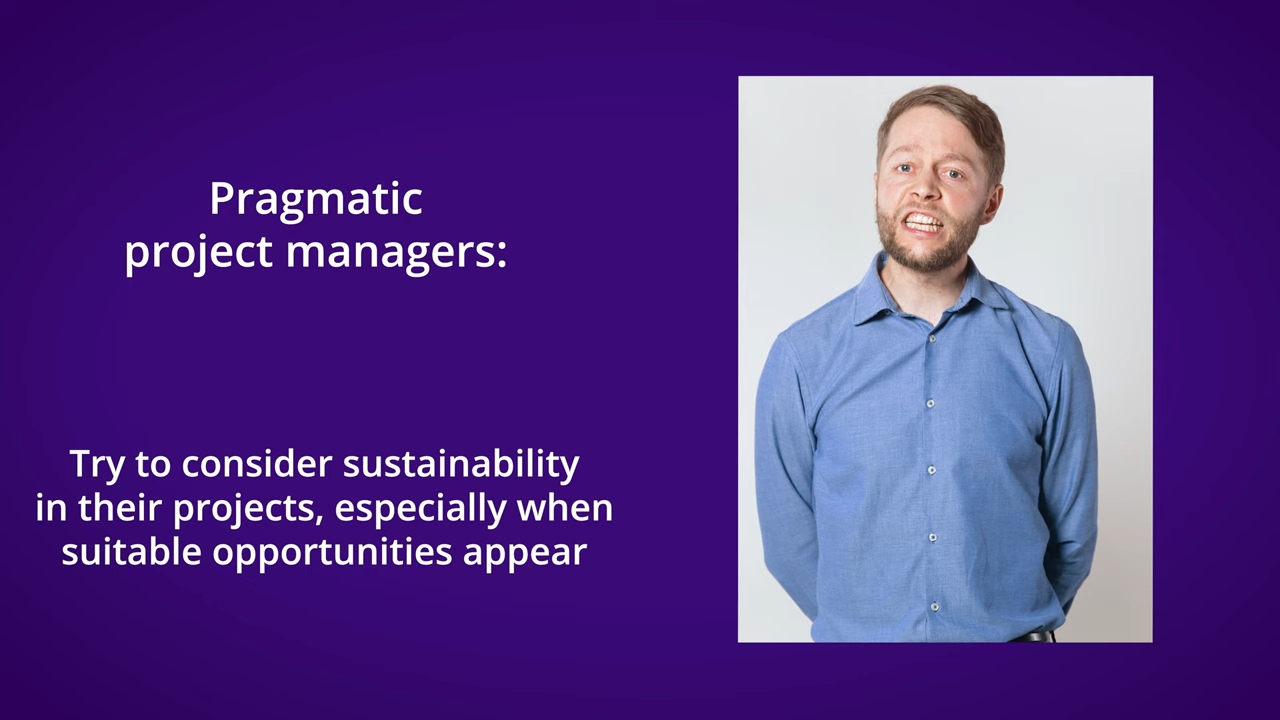 Pragmatic
project managers:
Try to consider sustainability
in their projects, especially when
suitable opportunities appear